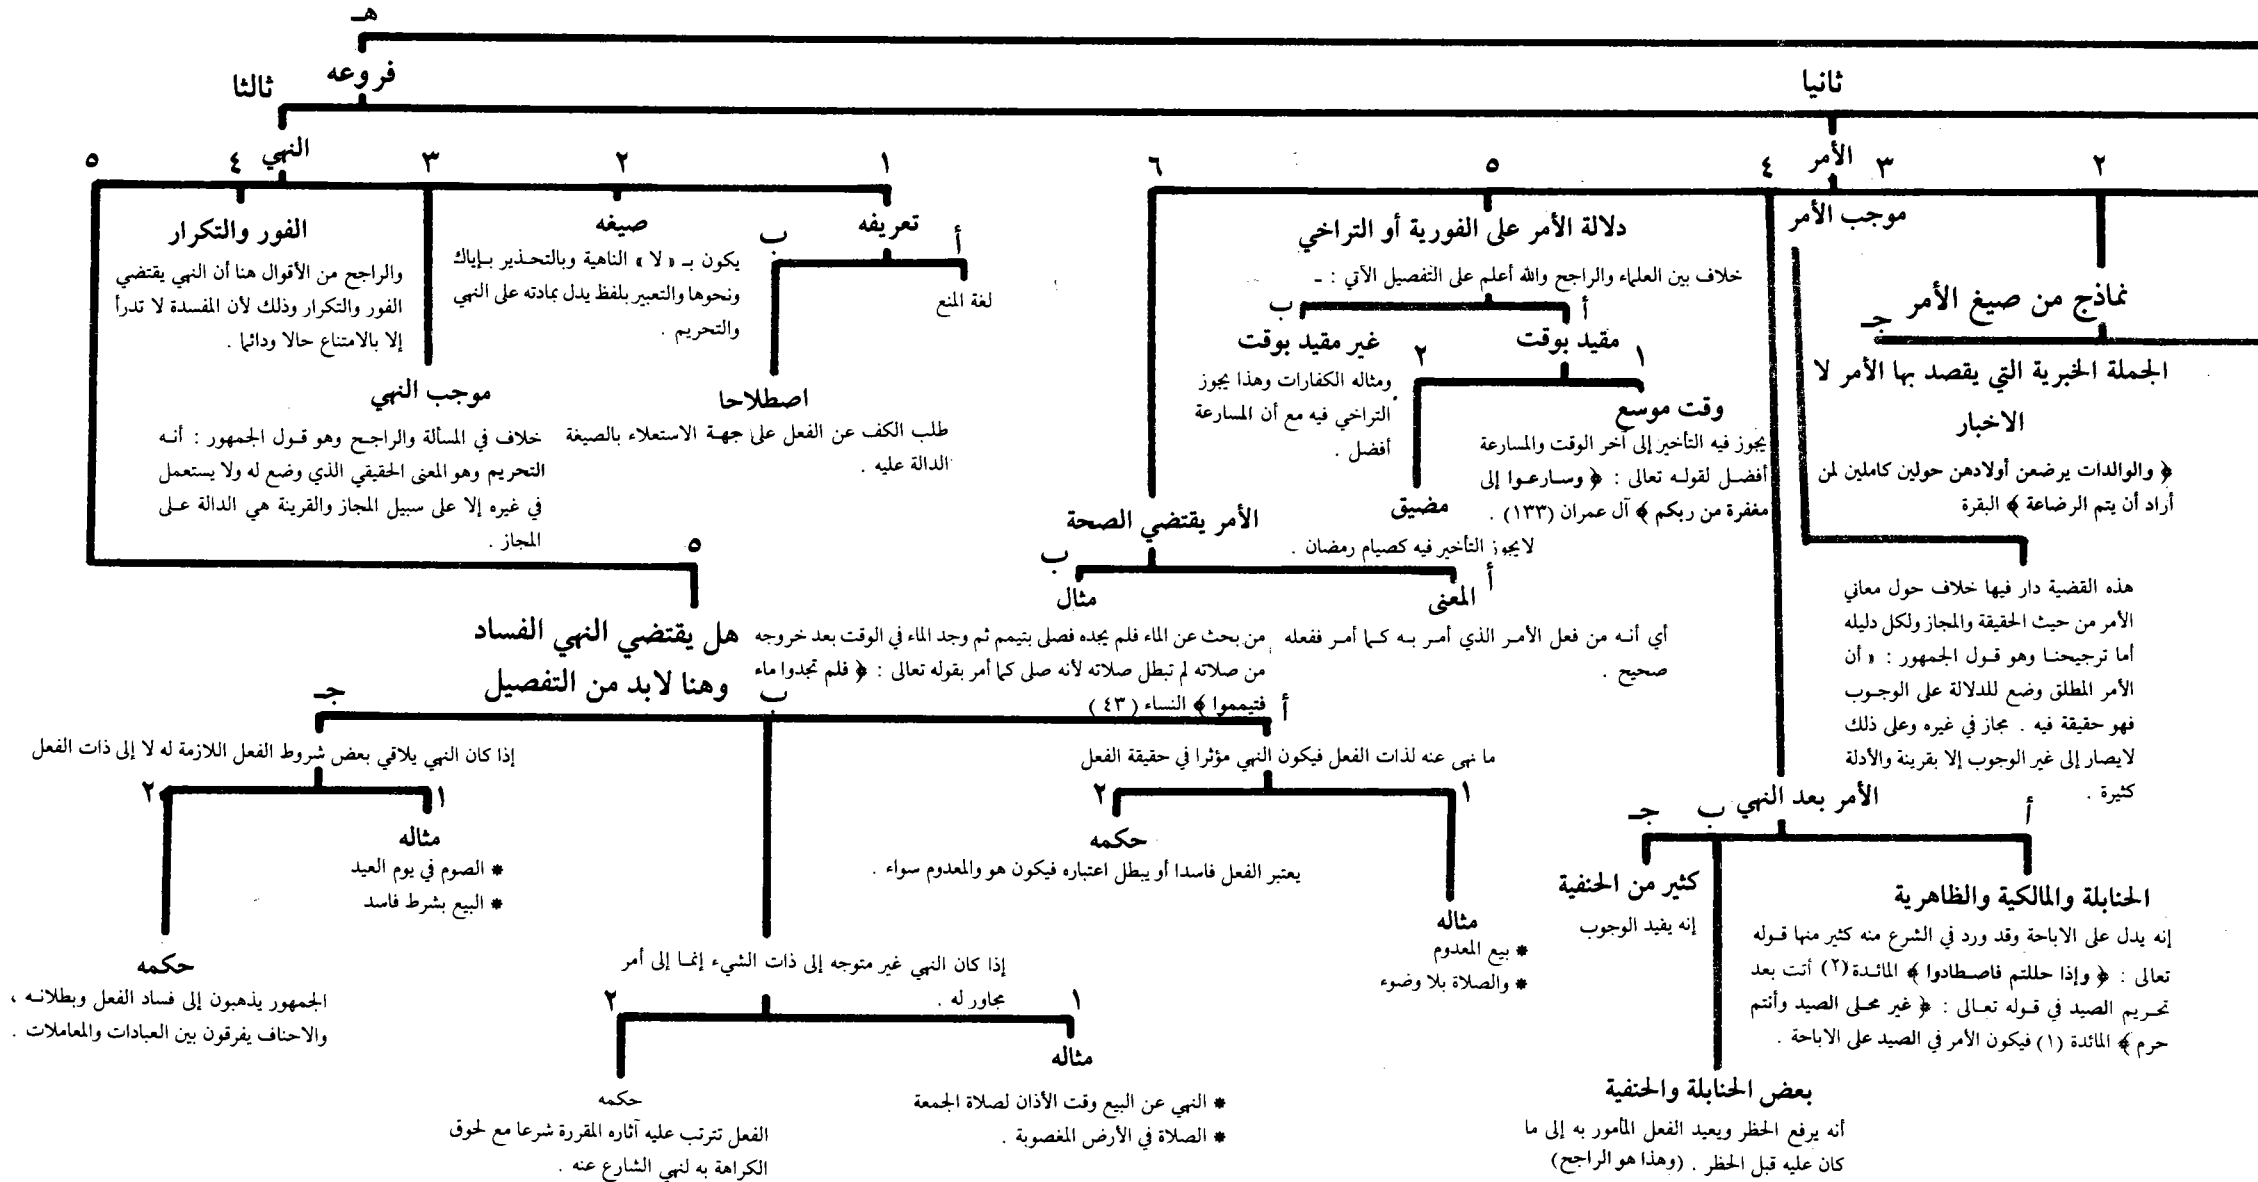 هـ
فروعه
ثانيا
ثالثا
الأمر
٢
٣
٤
٥
٦
نماذج من صيغ الأمر
جـ
الجملة الخبرية التي يقصد بها الأمر لا
الاخبار
﴿ والوالدات يرضعن أولادهن حولين كاملين لمن
أراد أن يتم الرضاعة ﴾ البقرة
موجب الأمر
هذه القضية دار فيها خلاف حول معاني
الأمر من حيث الحقيقة والمجاز ولكل دليله
أما ترجيحنا وهو قول الجمهور : « أن
الأمر المطلق وضع للدلالة على الوجوب
فهو حقيقة فيه . مجاز في غيره وعلى ذلك
لايصار إلى غير الوجوب إلا بقرينة والأدلة
كثيرة .
الأمر بعد النهي
أ
ب
جـ
الحنابلة والمالكية والظاهرية
إنه يدل على الاباحة وقد ورد في الشرع منه كثير منها قوله
تعالى : ﴿ وإذا حللتم فاصطادوا ﴾ المائدة (٢) أتت بعد
تحريم الصيد في قوله تعالى : ﴿ غير محلي الصيد وأنتم
حرم ﴾ المائدة (١) فيكون الأمر في الصيد على الاباحة .
بعض الحنابلة والحنفية
أنه يرفع الحظر ويعيد الفعل المأمور به إلى ما
كان عليه قبل الحظر . (وهذا هو الراجح)
كثير من الحنفية
إنه يفيد الوجوب
دلالة الأمر على الفورية أو التراخي
خلاف بين العلماء والراجح والله أعلم على التفصيل الآتي : ـ
أ
ب
مقيد بوقت
١
٢
وقت موسع
يجوز فيه التأخير إلى آخر الوقت والمسارعة
أفضل لقوله تعالى : ﴿ وسارعوا إلى
مغفرة من ربكم ﴾ آل عمران (١٣٣) .
مضيق
لايجوز التأخير فيه كصيام رمضان .
غير مقيد بوقت
ومثاله الكفارات وهذا يجوز
التراخي فيه مع أن المسارعة
أفضل .
الأمر يقتضي الصحة
أ
ب
المعنى
أي أنه من فعل الأمر الذي أمر به كما أمر ففعله
صحيح .
مثال
من بحث عن الماء فلم يجده فصلى بتيمم ثم وجد الماء في الوقت بعد خروجه
من صلاته لم تبطل صلاته لأنه صلى كما أمر بقوله تعالى : ﴿ فلم تجدوا ماء
فتيمموا ﴾ النساء (٤٣)
النهي
١
٢
٣
٤
٥
تعريفه
أ
ب
لغة المنع
اصطلاحا
طلب الكف عن الفعل على جهة الاستعلاء بالصيغة
الدالة عليه .
صيغه
يكون بـ « لا » الناهية وبالتحذير بإياك
ونحوها والتعبير بلفظ يدل بمادته على النهي
والتحريم .
موجب النهي
خلاف في المسألة والراجح وهو قول الجمهور : أنه
التحريم وهو المعنى الحقيقي الذي وضع له ولا يستعمل
في غيره إلا على سبيل المجاز والقرينة هي الدالة على
المجاز .
الفور والتكرار
والراجح من الأقوال هنا أن النهي يقتضي
الفور والتكرار وذلك لأن المفسدة لا تدرأ
إلا بالامتناع حالا ودائما .
٥
هل يقتضي النهي الفساد
وهنا لابد من التفصيل
أ
ب
جـ
ما نهى عنه لذات الفعل فيكون النهي مؤثرا في حقيقة الفعل
١
٢
مثاله
* بيع المعدوم
* والصلاة بلا وضوء
حكمه
يعتبر الفعل فاسدا أو يبطل اعتباره فيكون هو والمعدوم سواء .
إذا كان النهي غير متوجه إلى ذات الشيء إنما إلى أمر
مجاور له .
١
٢
مثاله
* النهي عن البيع وقت الأذان لصلاة الجمعة
* الصلاة في الأرض المغصوبة .
حكمه
الفعل تترتب عليه آثاره المقررة شرعا مع لحوق
الكراهة به لنهي الشارع عنه .
إذا كان النهي يلاقي بعض شروط الفعل اللازمة له لا إلى ذات الفعل
١
٢
مثاله
* الصوم في يوم العيد
* البيع بشرط فاسد
حكمه
الجمهور يذهبون إلى فساد الفعل وبطلانه ،
والاحناف يفرقون بين العبادات والمعاملات .